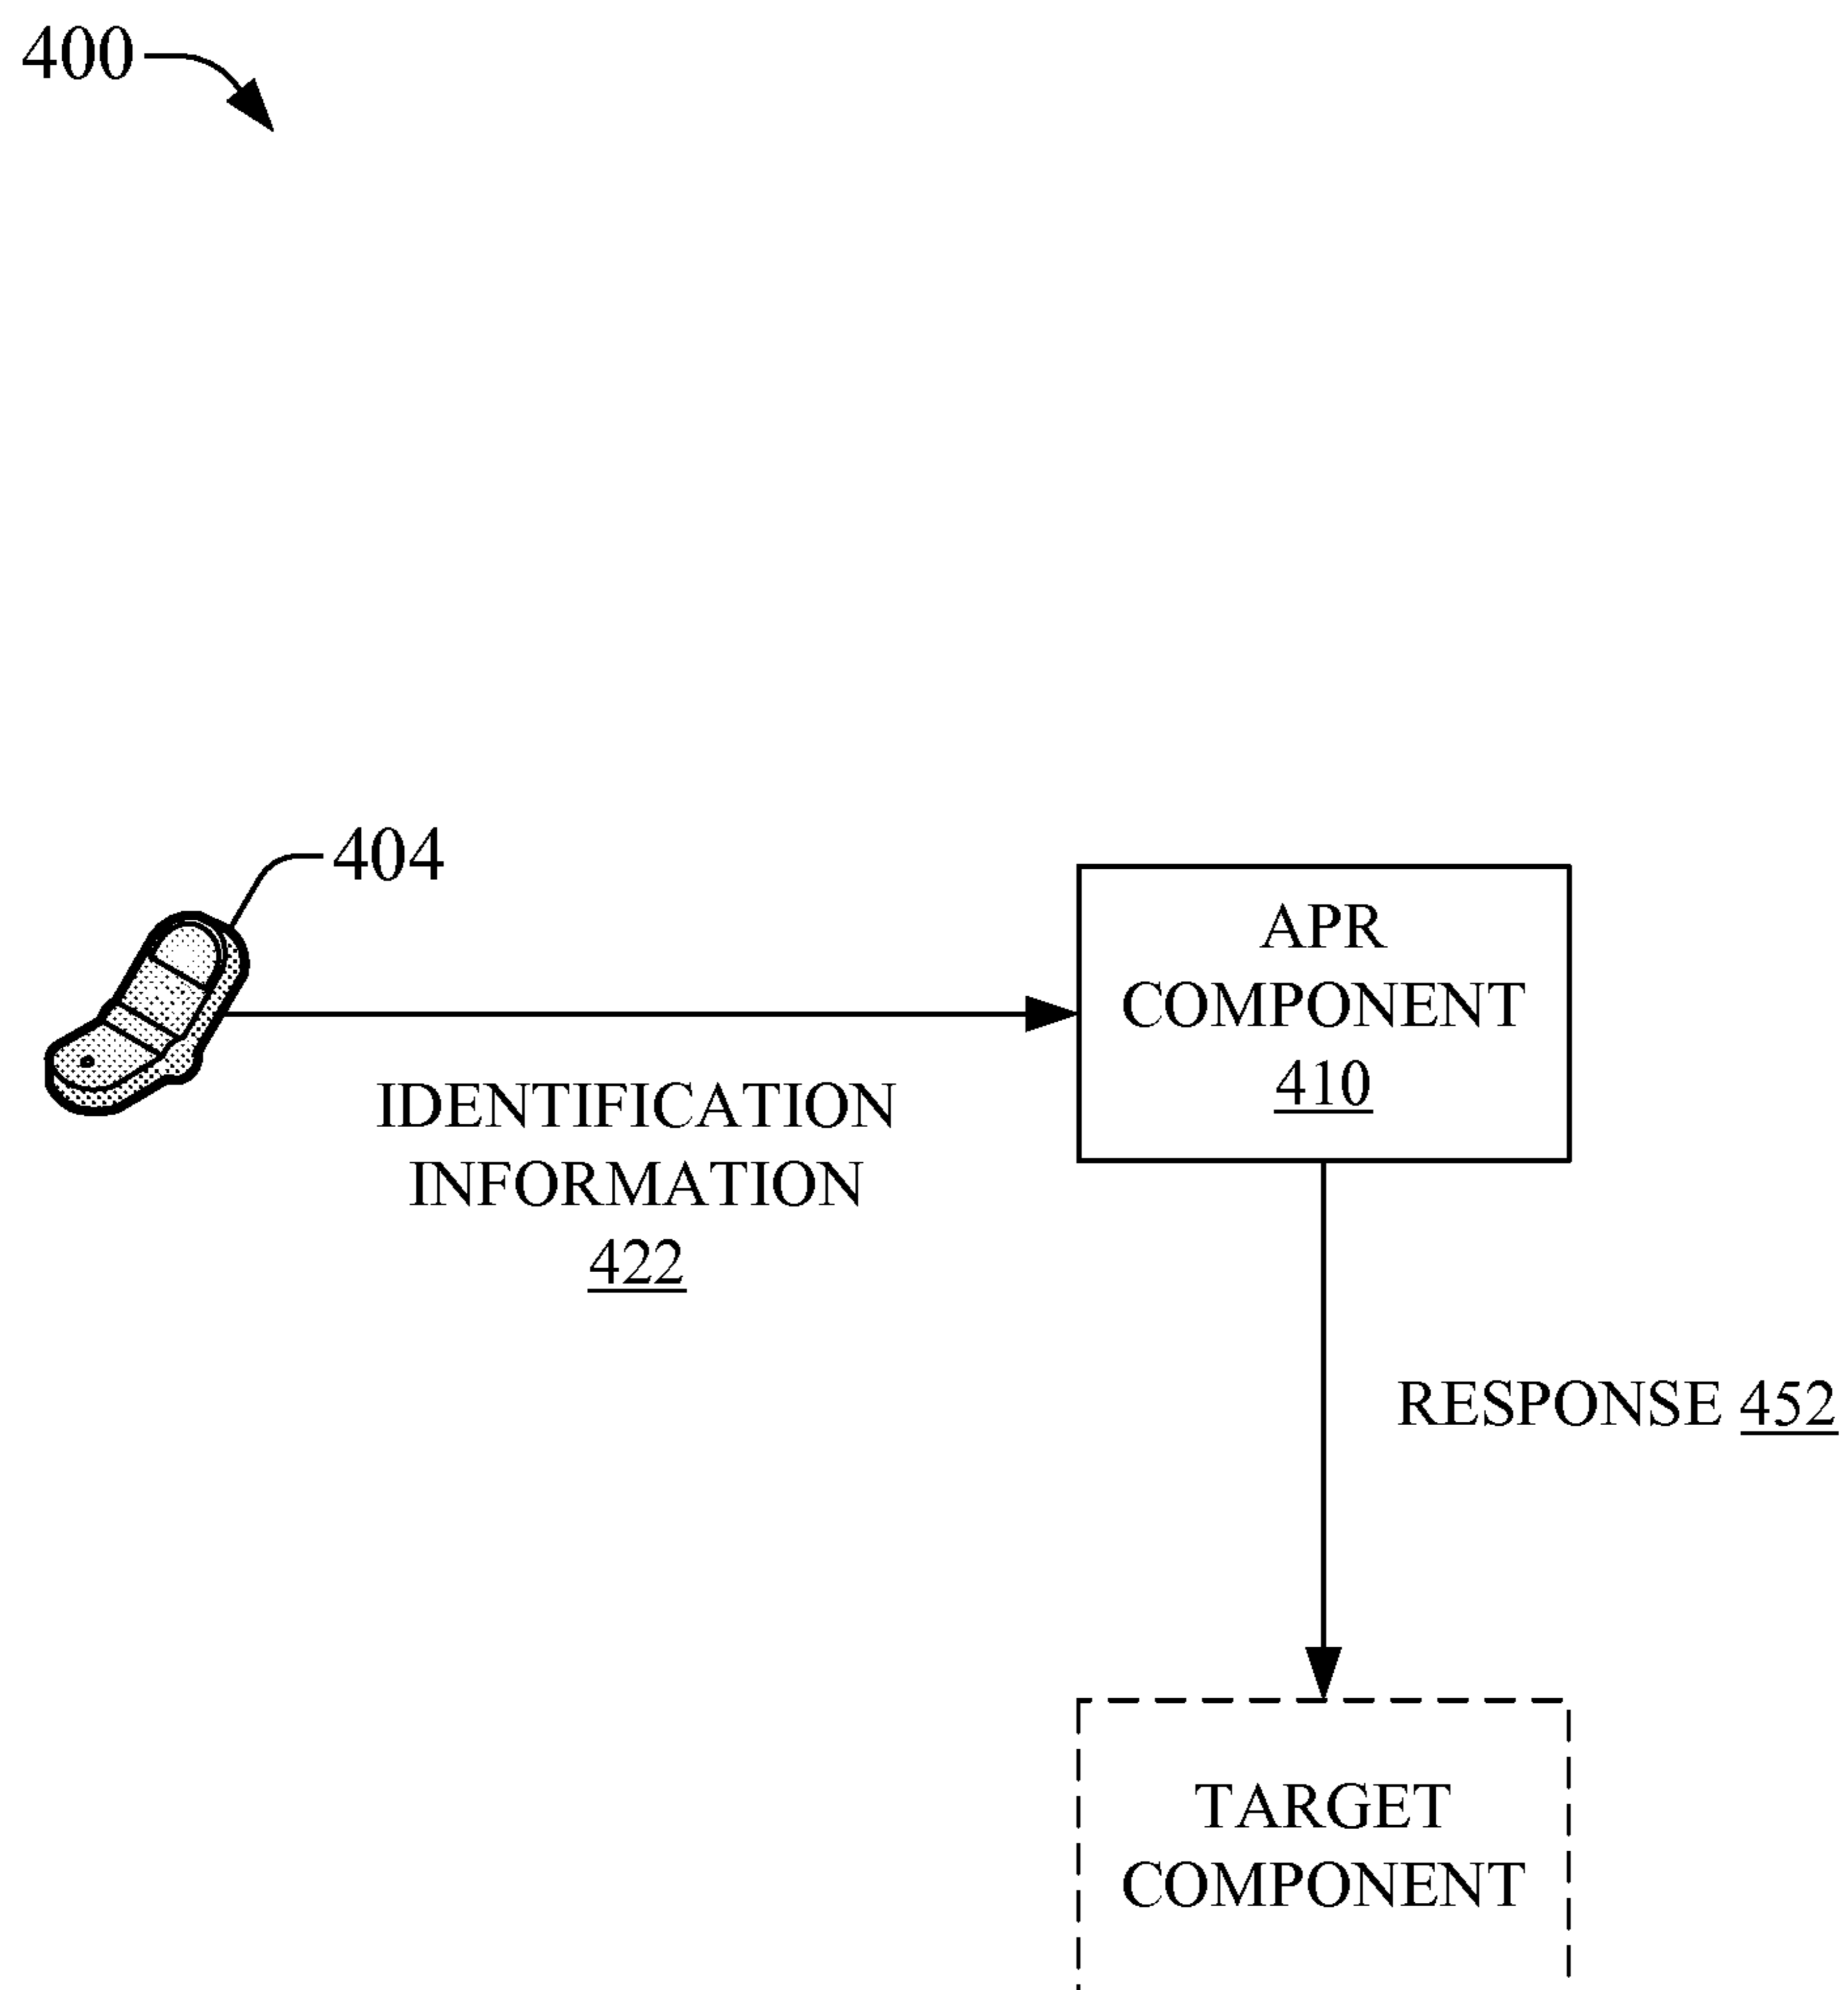 400
404
APR
COMPONENT
410
IDENTIFICATION
INFORMATION
422
RESPONSE 452
TARGET
COMPONENT